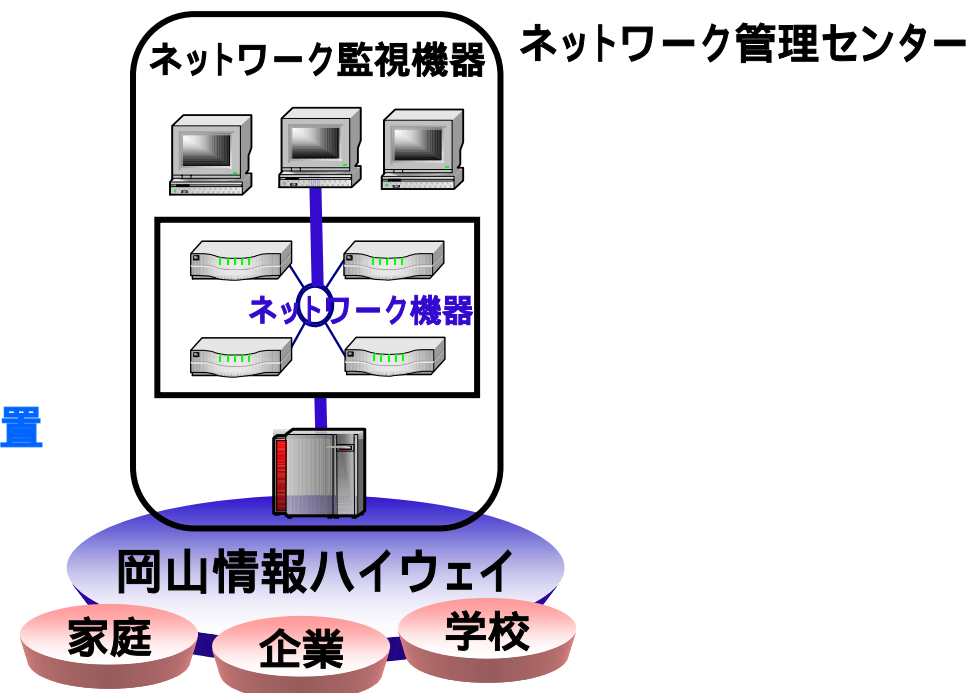 ネットワーク管理センター
ネットワーク監視機器
ネットワーク機器
置
岡山情報ハイウェイ
家庭
企業
学校